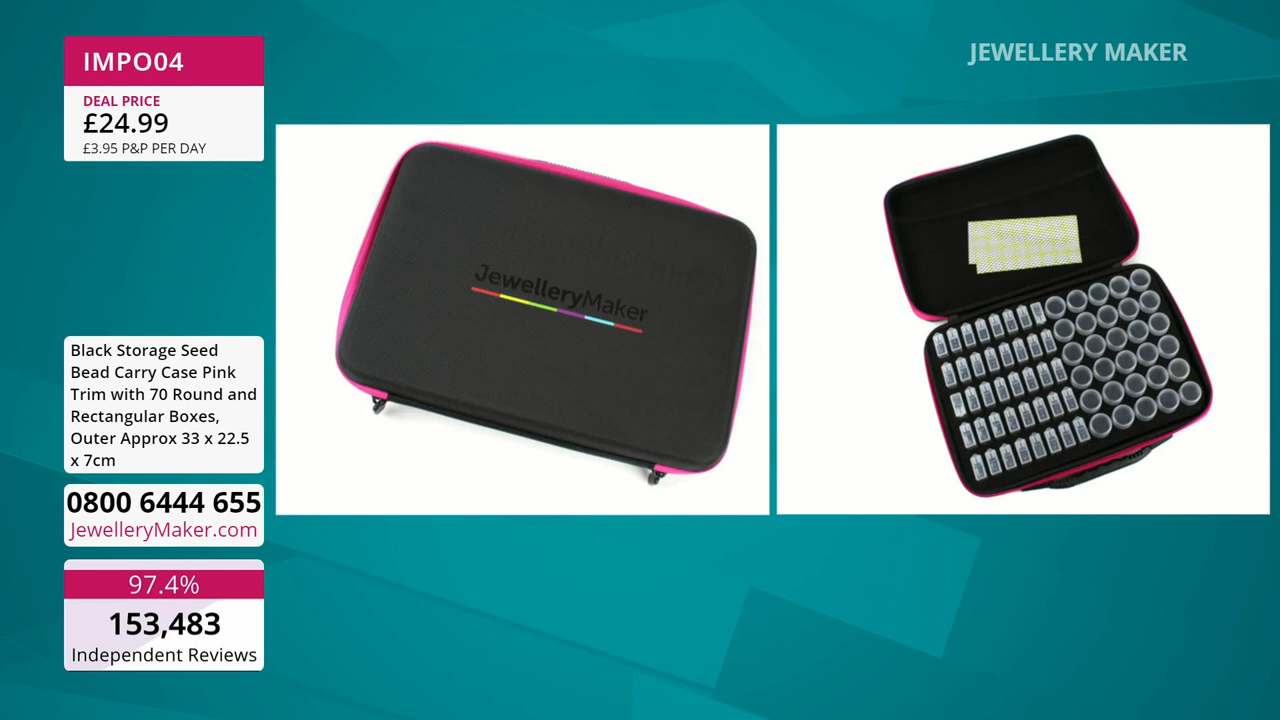 IMPO04
JEWELLERY MAKER
DEAL PRICE
£24.99
£3.95 P&P PER DAY
JewelleryMaker
Black Storage Seed
Bead Carry Case Pink
Trim with 70 Round and
Rectangular Boxes,
Outer Approx 33 x 22.5
x 7cm
0800 6444 655
JewelleryMaker.com
97.4%
153,483
Independent Reviews